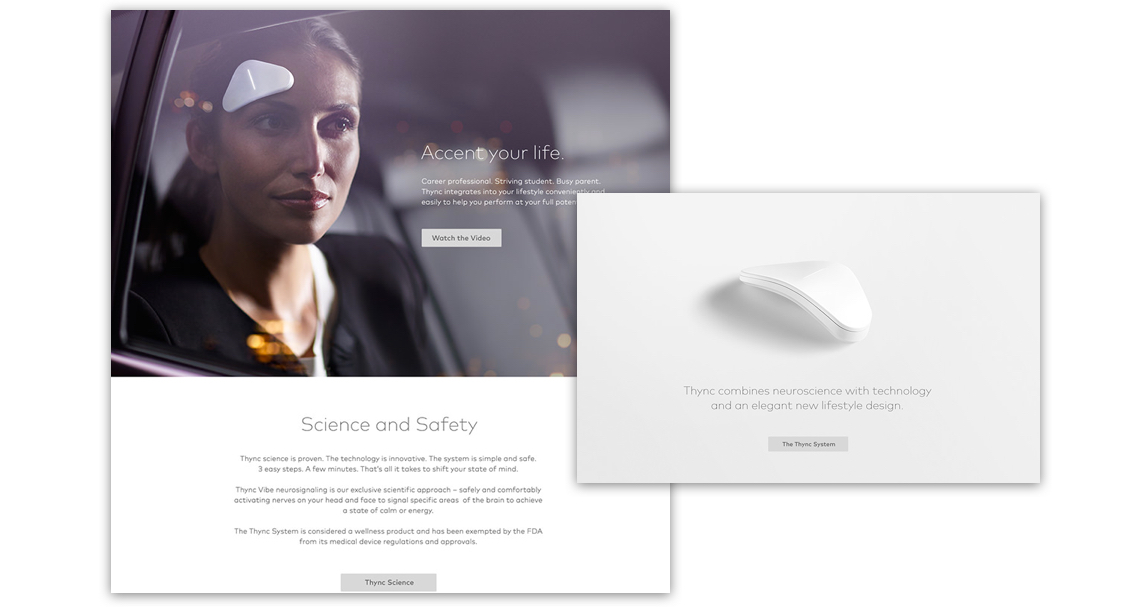 Accent your life.
Career professional. Striving student. Busy parent.
Thync integrates into your lifestyle conveniently and
easily to help you perform at your full poten
Watch the Video
Thync combines neuroscience with technology
and an elegant new lifestyle design.
The Thync System
Science and Safety
Thync science is proven. The technology is innovative. The system is simple and safe.
3 easy steps. A few minutes. That's all it takes to shift your state of mind.
Thync Vibe neurosignaling is our exclusive scientific approach – safely and comfortably
activating nerves on your head and face to signal specific areas of the brain to achieve
a state of calm or energy.
The Thync System is considered a wellness product and has been exempted by the FDA
from its medical device regulations and approvals.
Thync Science